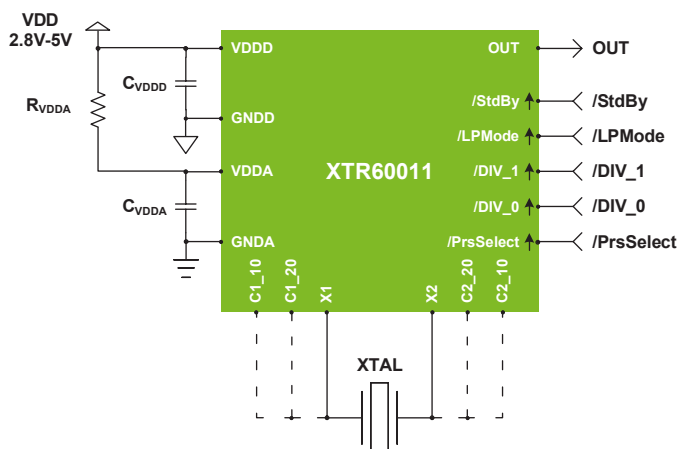 VDD
2.8V-5V
VDDD
OUT
OUT
CVDDD
RVDDA
/StdBy
/StdBy
GNDD
/LPMode
/LPMode
VDDA
XTR60011
/DIV_1
/DIV_1
CVDDA
/DIV_0
/DIV_0
GNDA
/PrsSelect
/PrsSelect
C1_10
C1_20
X1
X2
C2_20
C2_10
XTAL